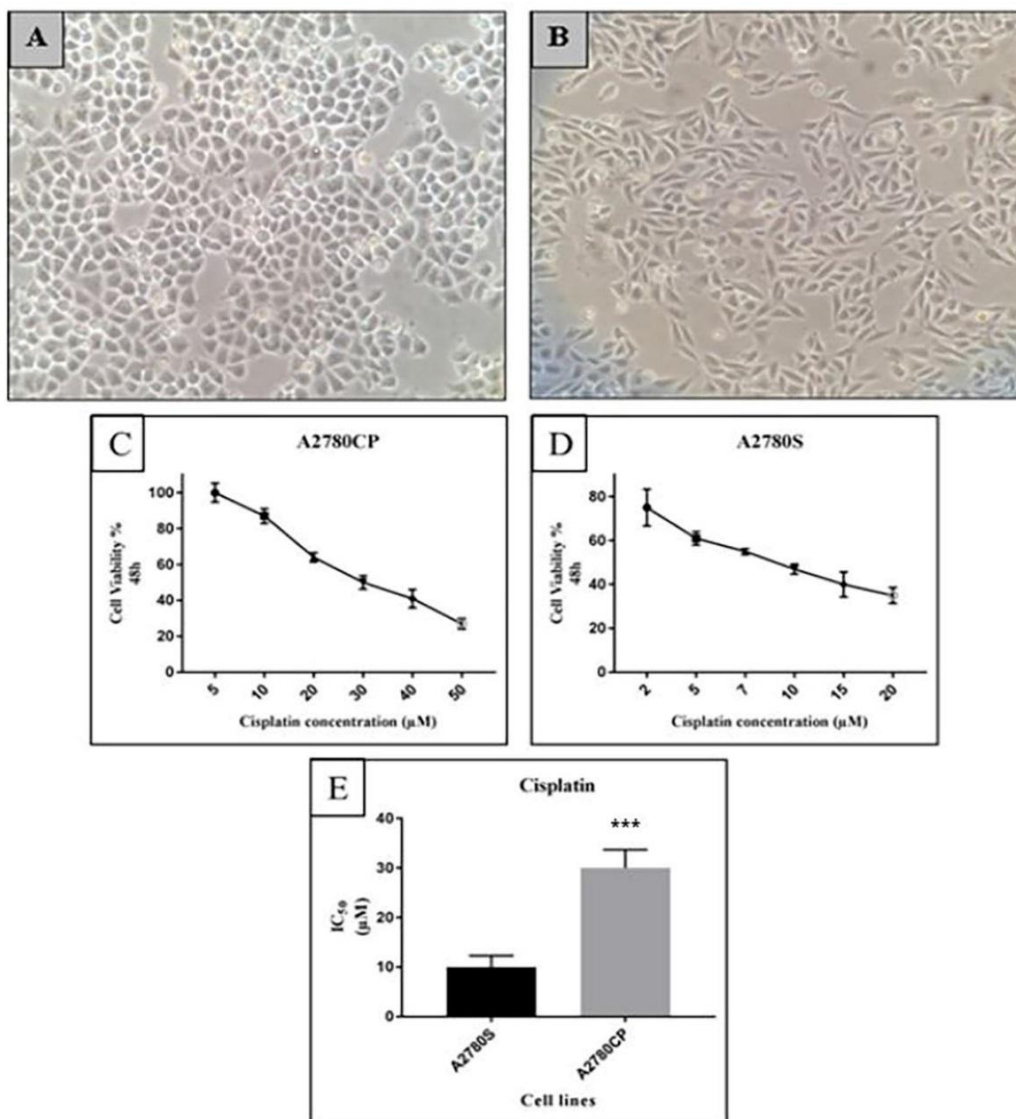 A
B
C
A2780CP
Cell Viability %
48h
100
80
60
40
20
0
5
10
20
30
40
50
Cisplatin concentration (µM)
D
A2780S
Cell Viability %
48h
80
60
40
20
0
2
5
7
10
15
20
Cisplatin concentration (µM)
E
Cisplatin
***
IC50
(µM)
40
30
20
10
0
A2780S
A2780CP
Cell lines